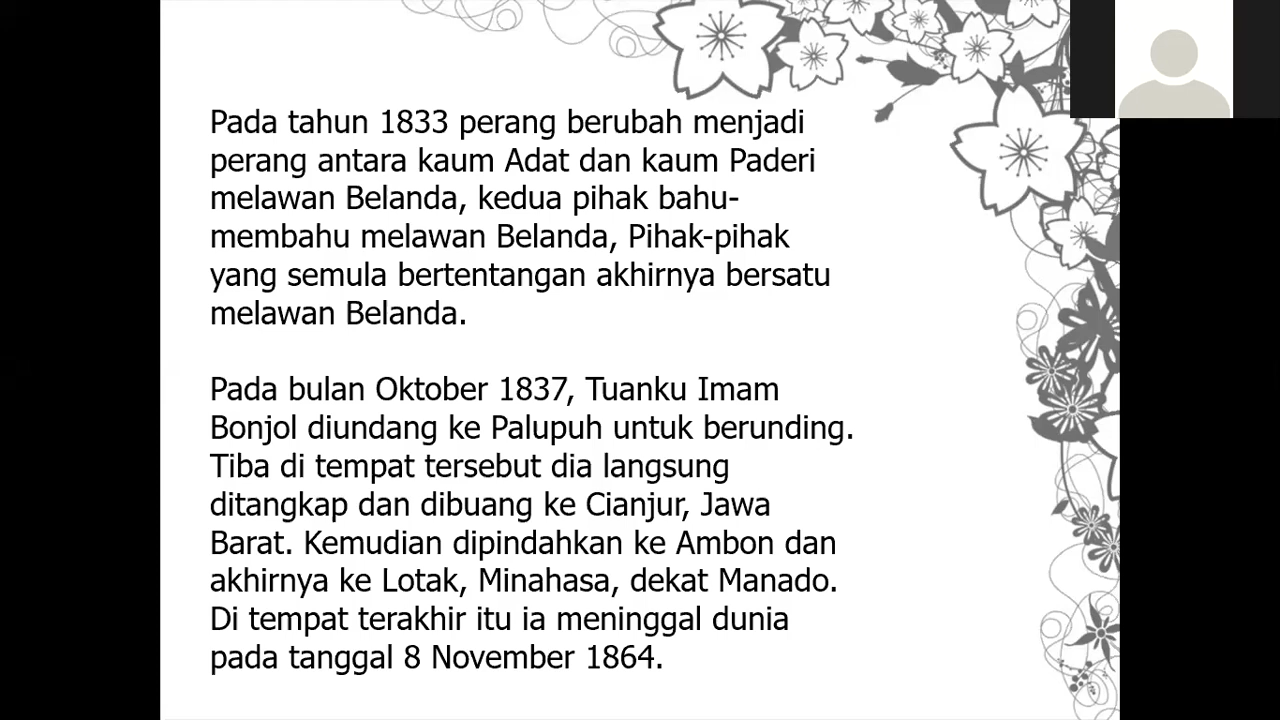 Pada tahun 1833 perang berubah menjadi
perang antara kaum Adat dan kaum Paderi
melawan Belanda, kedua pihak bahu-
membahu melawan Belanda, Pihak-pihak
yang semula bertentangan akhirnya bersatu
melawan Belanda.
Pada bulan Oktober 1837, Tuanku Imam
Bonjol diundang ke Palupuh untuk berunding.
Tiba di tempat tersebut dia langsung
ditangkap dan dibuang ke Cianjur, Jawa
Barat. Kemudian dipindahkan ke Ambon dan
akhirnya ke Lotak, Minahasa, dekat Manado.
Di tempat terakhir itu ia meninggal dunia
pada tanggal 8 November 1864.